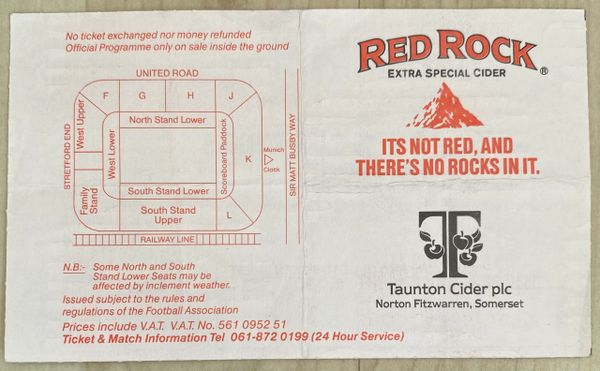 No ticket exchanged nor money refunded
Official Programme only on sale inside the ground
UNITED ROAD
F
G
H
J
North Stand Lower
STRETFORD END
West Upper
West Lower
Scoreboard Paddock
K
Munich
Clotk
SIR MATT BUSBY WAY
Family
Stand
South Stand Lower
South Stand
Upper
L
RAILWAY LINE
N.B:- Some North and South
Stand Lower Seats may be
affected by inclement weather.
Issued subject to the rules and
regulations of the Football Association
Prices include V.A.T. V.A.T. No. 561 0952 51
Ticket & Match Information Tel 061-872 0199 (24 Hour Service)
RED ROCK
®
EXTRA SPECIAL CIDER
ITS NOT RED, AND
THERE'S NO ROCKS IN IT.
T
Taunton Cider plc
Norton Fitzwarren, Somerset